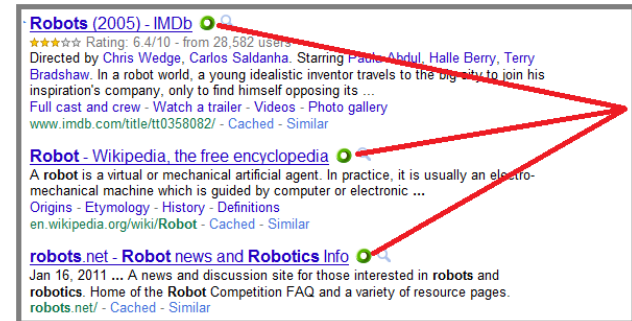 Robots (2005) - IMDb
Rating: 6.4/10 - from 28,582 users
Directed by Chris Wedge, Carlos Saldanha. Starring Paula Abdul, Halle Berry, Terry
Bradshaw. In a robot world, a young idealistic inventor travels to the big city to join his
inspiration's company, only to find himself opposing its ...
Full cast and crew - Watch a trailer - Videos - Photo gallery
www.imdb.com/title/tt0358082/ - Cached - Similar
Robot - Wikipedia, the free encyclopedia
A robot is a virtual or mechanical artificial agent. In practice, it is usually an electro-
mechanical machine which is guided by computer or electronic ...
Origins - Etymology - History - Definitions
en.wikipedia.org/wiki/Robot - Cached - Similar
robots.net - Robot news and Robotics Info
Jan 16, 2011 ... A news and discussion site for those interested in robots and
robotics. Home of the Robot Competition FAQ and a variety of resource pages.
robots.net/ - Cached - Similar